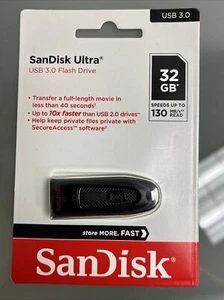 USB 3.0
SanDisk Ultra®
USB 3.0 Flash Drive
32
GB*
• Transfer a full-length movie in
less than 40 seconds¹
• Up to 10x faster than USB 2.0 drives⁻
• Help keep private files private with
SecureAccess™ software²
SPEEDS UP TO
130 MB/s** READ
store MORE, FAST
SanDisk®